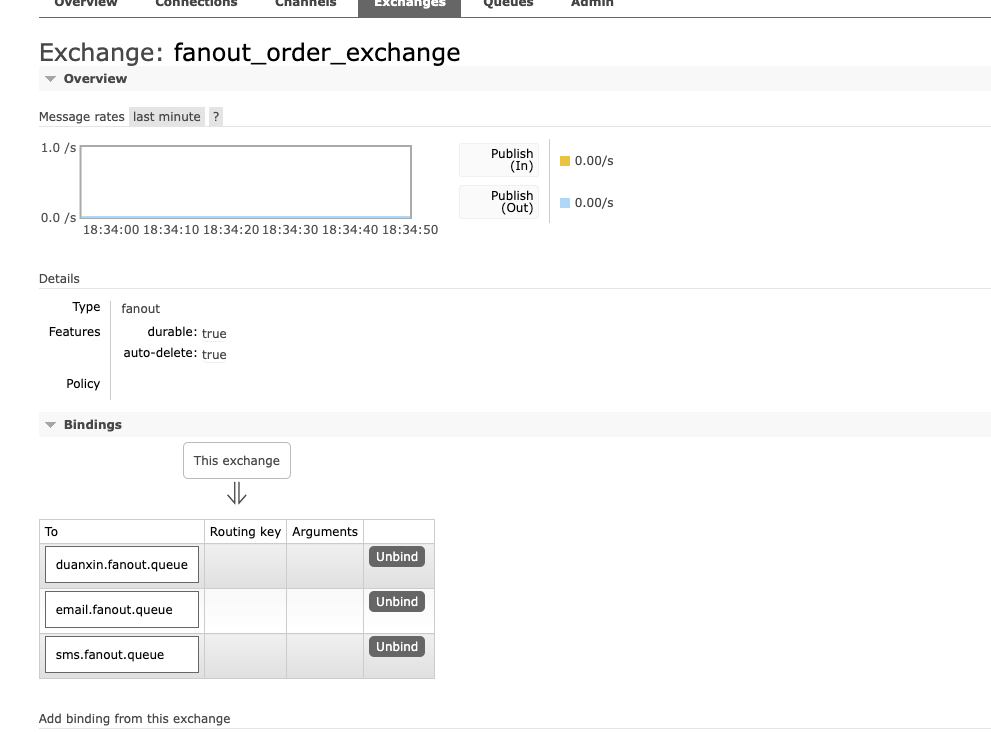 Overview Connections Channels Exchanges Queues Admin
Exchange: fanout_order_exchange
Overview
Message rates last minute ?
1.0 /s
0.0 /s
18:34:00 18:34:10 18:34:20 18:34:30 18:34:40 18:34:50
Publish
(In)
0.00/s
Publish
(Out)
0.00/s
Details
Type fanout
Features durable: true
auto-delete: true
Policy
Bindings
This exchange
⇓
To Routing key Arguments
duanxin.fanout.queue Unbind
email.fanout.queue Unbind
sms.fanout.queue Unbind
Add binding from this exchange